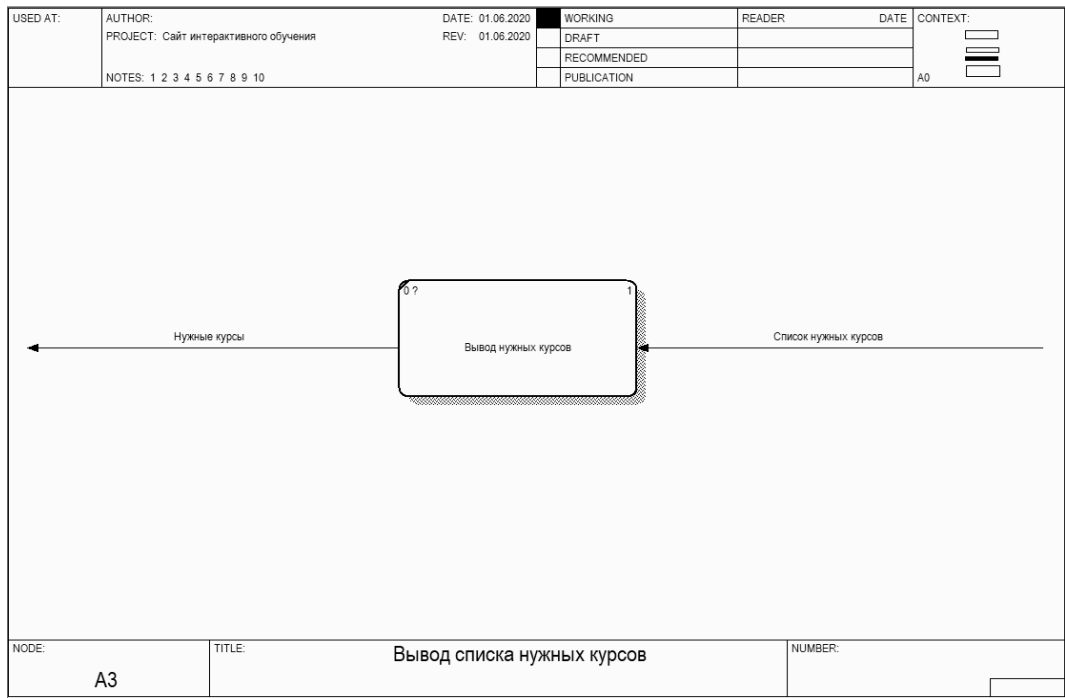 USED AT: AUTHOR: DATE: 01.06.2020 WORKING READER DATE CONTEXT:
PROJECT: Сайт интерактивного обучения REV: 01.06.2020 DRAFT
RECOMMENDED
NOTES: 1 2 3 4 5 6 7 8 9 10 PUBLICATION A0
0 ? 1
Нужные курсы Вывод нужных курсов Список нужных курсов
NODE: TITLE: Вывод списка нужных курсов NUMBER:
A3